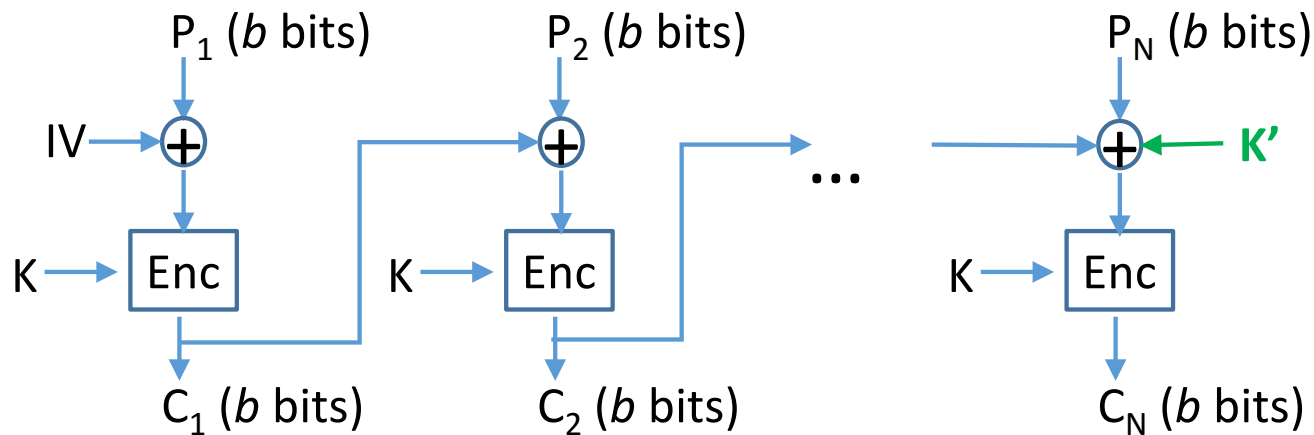 P1 (b bits) P2 (b bits) PN (b bits)
IV + + ... + K’
K Enc K Enc K Enc
C1 (b bits) C2 (b bits) CN (b bits)